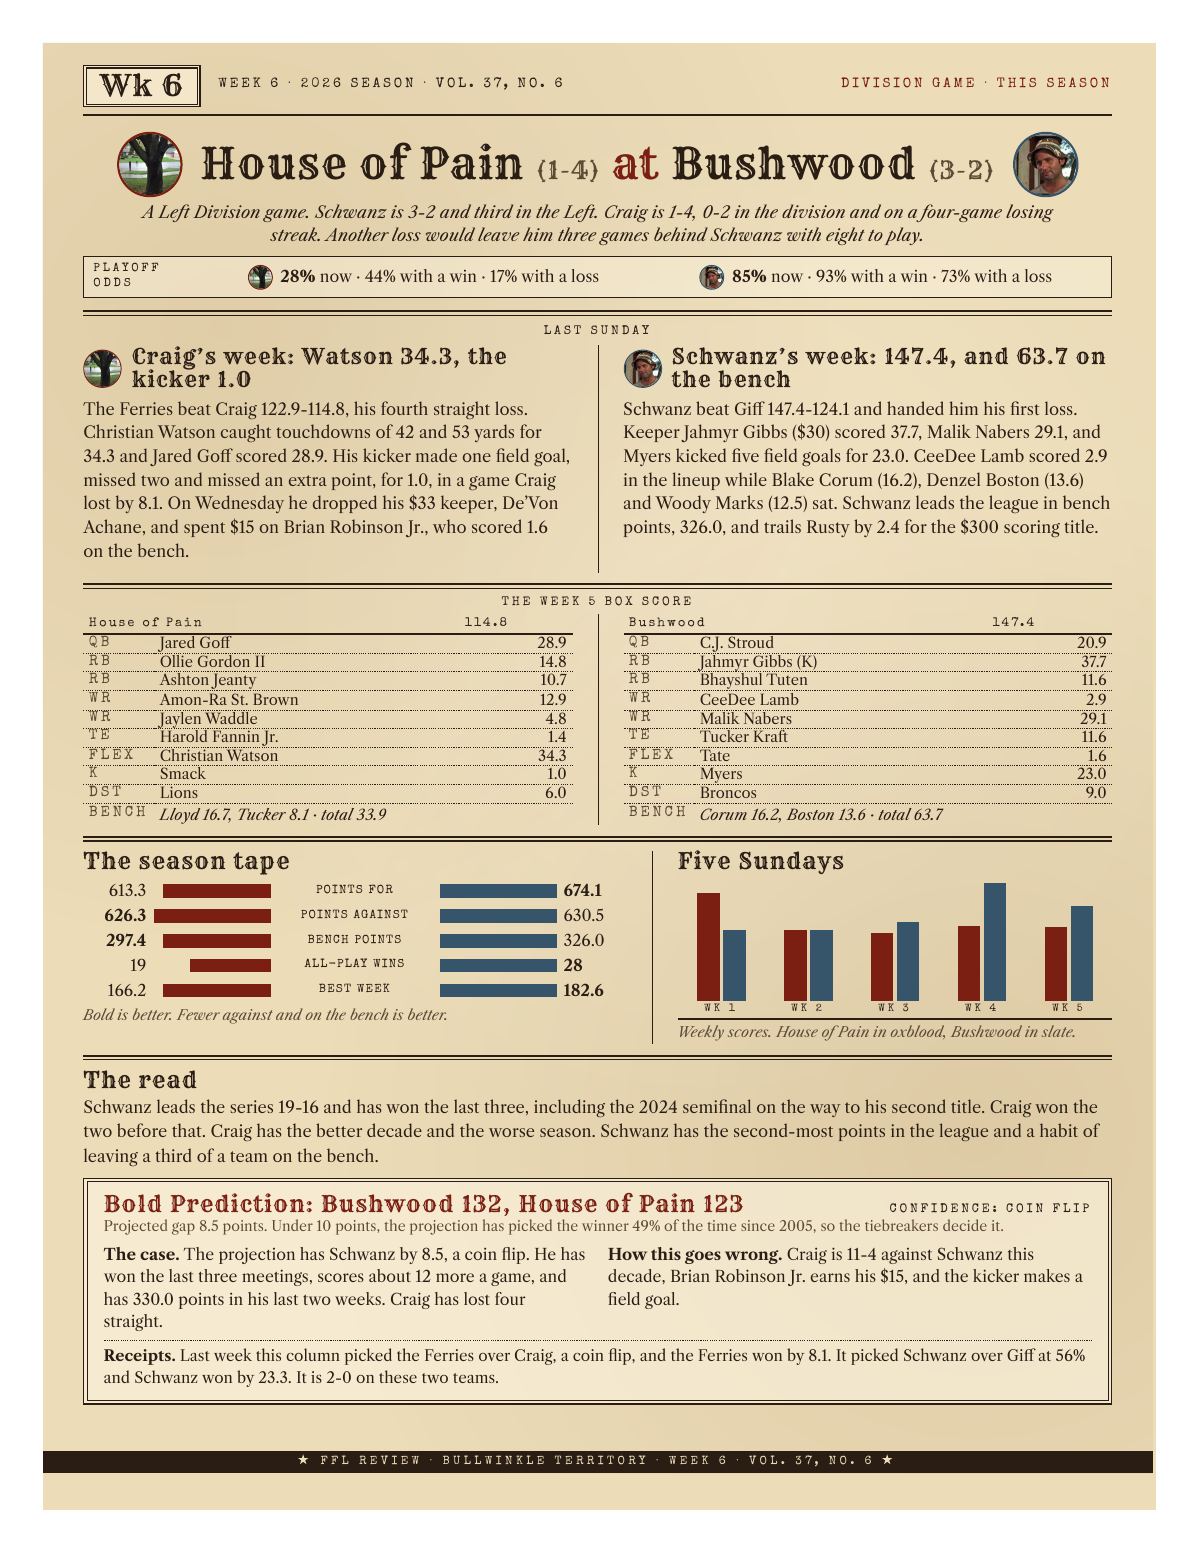 Wk 6
WEEK 6 · 2026 SEASON · VOL. 37, NO. 6
DIVISION GAME · THIS SEASON
House of Pain (1-4) at Bushwood (3-2)
A Left Division game. Schwanz is 3-2 and third in the Left. Craig is 1-4, 0-2 in the division and on a four-game losing
streak. Another loss would leave him three games behind Schwanz with eight to play.
PLAYOFF
ODDS
28% now · 44% with a win · 17% with a loss
85% now · 93% with a win · 73% with a loss
LAST SUNDAY
Craig's week: Watson 34.3, the
kicker 1.0
The Ferries beat Craig 122.9-114.8, his fourth straight loss.
Christian Watson caught touchdowns of 42 and 53 yards for
34.3 and Jared Goff scored 28.9. His kicker made one field goal,
missed two and missed an extra point, for 1.0, in a game Craig
lost by 8.1. On Wednesday he dropped his $33 keeper, De'Von
Achane, and spent $15 on Brian Robinson Jr., who scored 1.6
on the bench.
Schwanz's week: 147.4, and 63.7 on
the bench
Schwanz beat Giff 147.4-124.1 and handed him his first loss.
Keeper Jahmyr Gibbs ($30) scored 37.7, Malik Nabers 29.1, and
Myers kicked five field goals for 23.0. CeeDee Lamb scored 2.9
in the lineup while Blake Corum (16.2), Denzel Boston (13.6)
and Woody Marks (12.5) sat. Schwanz leads the league in bench
points, 326.0, and trails Rusty by 2.4 for the $300 scoring title.
THE WEEK 5 BOX SCORE
House of Pain 114.8
QB Jared Goff 28.9
RB Ollie Gordon II 14.8
RB Ashton Jeanty 10.7
WR Amon-Ra St. Brown 12.9
WR Jaylen Waddle 4.8
TE Harold Fannin Jr. 1.4
FLEX Christian Watson 34.3
K Smack 1.0
DST Lions 6.0
BENCH Lloyd 16.7, Tucker 8.1 · total 33.9
Bushwood 147.4
QB C.J. Stroud 20.9
RB Jahmyr Gibbs (K) 37.7
RB Bhayshul Tuten 11.6
WR CeeDee Lamb 2.9
WR Malik Nabers 29.1
TE Tucker Kraft 11.6
FLEX Tate 1.6
K Myers 23.0
DST Broncos 9.0
BENCH Corum 16.2, Boston 13.6 · total 63.7
The season tape
613.3 POINTS FOR 674.1
626.3 POINTS AGAINST 630.5
297.4 BENCH POINTS 326.0
19 ALL-PLAY WINS 28
166.2 BEST WEEK 182.6
Bold is better. Fewer against and on the bench is better.
Five Sundays
WK 1 WK 2 WK 3 WK 4 WK 5
Weekly scores. House of Pain in oxblood, Bushwood in slate.
The read
Schwanz leads the series 19-16 and has won the last three, including the 2024 semifinal on the way to his second title. Craig won the
two before that. Craig has the better decade and the worse season. Schwanz has the second-most points in the league and a habit of
leaving a third of a team on the bench.
Bold Prediction: Bushwood 132, House of Pain 123
CONFIDENCE: COIN FLIP
Projected gap 8.5 points. Under 10 points, the projection has picked the winner 49% of the time since 2005, so the tiebreakers decide it.
The case. The projection has Schwanz by 8.5, a coin flip. He has
won the last three meetings, scores about 12 more a game, and
has 330.0 points in his last two weeks. Craig has lost four
straight.
How this goes wrong. Craig is 11-4 against Schwanz this
decade, Brian Robinson Jr. earns his $15, and the kicker makes a
field goal.
Receipts. Last week this column picked the Ferries over Craig, a coin flip, and the Ferries won by 8.1. It picked Schwanz over Giff at 56%
and Schwanz won by 23.3. It is 2-0 on these two teams.
★ FFL REVIEW · BULLWINKLE TERRITORY · WEEK 6 · VOL. 37, NO. 6 ★